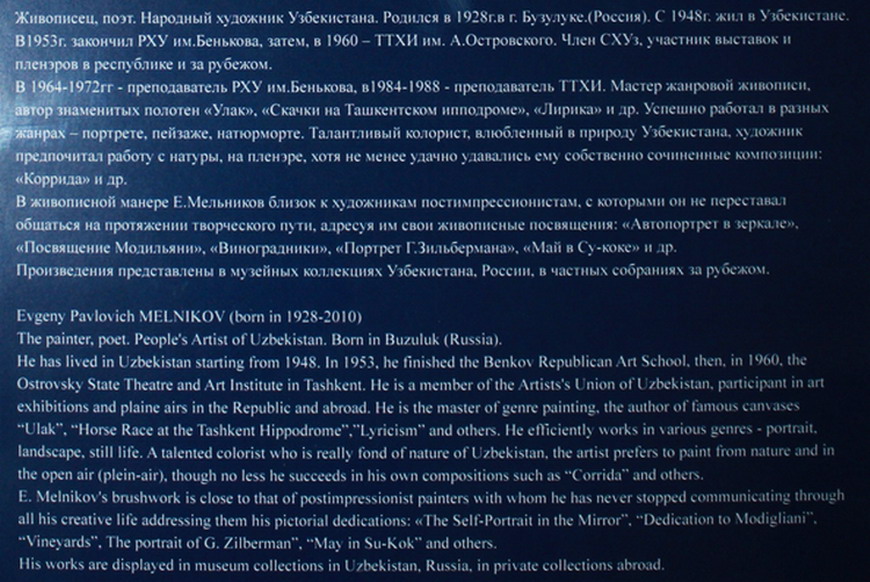 Живописец, поэт. Народный художник Узбекистана. Родился в 1928г.в г. Бузулуке.(Россия). С 1948г. жил в Узбекистане.
В1953г. закончил РХУ им.Бенькова, затем, в 1960 – ТТХИ им. А.Островского. Член СХУз, участник выставок и
пленэров в республике и за рубежом.
В 1964-1972гг - преподаватель РХУ им.Бенькова, в1984-1988 - преподаватель ТТХИ. Мастер жанровой живописи,
автор знаменитых полотен «Улак», «Скачки на Ташкентском ипподроме», «Лирика» и др. Успешно работал в разных
жанрах – портрете, пейзаже, натюрморте. Талантливый колорист, влюбленный в природу Узбекистана, художник
предпочитал работу с натуры, на пленэре, хотя не менее удачно удавались ему собственно сочиненные композиции:
«Коррида» и др.
В живописной манере Е.Мельников близок к художникам постимпрессионистам, с которыми он не переставал
общаться на протяжении творческого пути, адресуя им свои живописные посвящения: «Автопортрет в зеркале»,
«Посвящение Модильяни», «Виноградники», «Портрет Г.Зильбермана», «Май в Су-коке» и др.
Произведения представлены в музейных коллекциях Узбекистана, России, в частных собраниях за рубежом.
Evgeny Pavlovich MELNIKOV (born in 1928-2010)
The painter, poet. People's Artist of Uzbekistan. Born in Buzuluk (Russia).
He has lived in Uzbekistan starting from 1948. In 1953, he finished the Benkov Republican Art School, then, in 1960, the
Ostrovsky State Theatre and Art Institute in Tashkent. He is a member of the Artists's Union of Uzbekistan, participant in art
exhibitions and plaine airs in the Republic and abroad. He is the master of genre painting, the author of famous canvases
“Ulak”, “Horse Race at the Tashkent Hippodrome”,”Lyricism” and others. He efficiently works in various genres - portrait,
landscape, still life. A talented colorist who is really fond of nature of Uzbekistan, the artist prefers to paint from nature and in
the open air (plein-air), though no less he succeeds in his own compositions such as “Corrida” and others.
E. Melnikov's brushwork is close to that of postimpressionist painters with whom he has never stopped communicating through
all his creative life addressing them his pictorial dedications: «The Self-Portrait in the Mirror”, “Dedication to Modigliani”,
“Vineyards”, The portrait of G. Zilberman”, “May in Su-Kok” and others.
His works are displayed in museum collections in Uzbekistan, Russia, in private collections abroad.